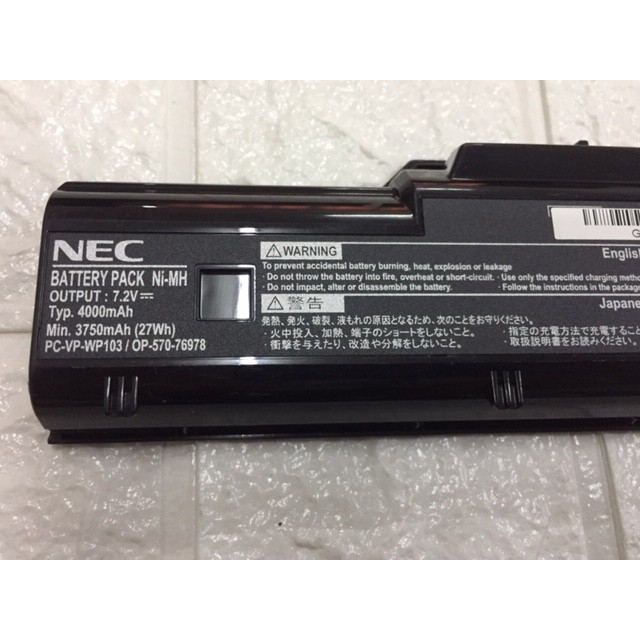 NEC
BATTERY PACK Ni-MH
OUTPUT : 7.2V⎓
Typ. 4000mAh
Min. 3750mAh (27Wh)
PC-VP-WP103 / OP-570-76978
⚠WARNING
English
To prevent accidental battery burning, heat, explosion or leakage
· Do not throw the battery into fire, overheat or short-circuit.
· Do not impact, alter or disassemble the battery.
· Use only the specified charging
· Follow the instructions in the
⚠警告
Japanese
発熱、発火、破裂、液もれの原因となるため、次のことをお守りください。
・火中投入、加熱、端子のショートをしないこと。
・衝撃を与えたり、改造や分解をしないこと。
・指定の充電方法で充電すること
・取扱説明書をお読みください。
G